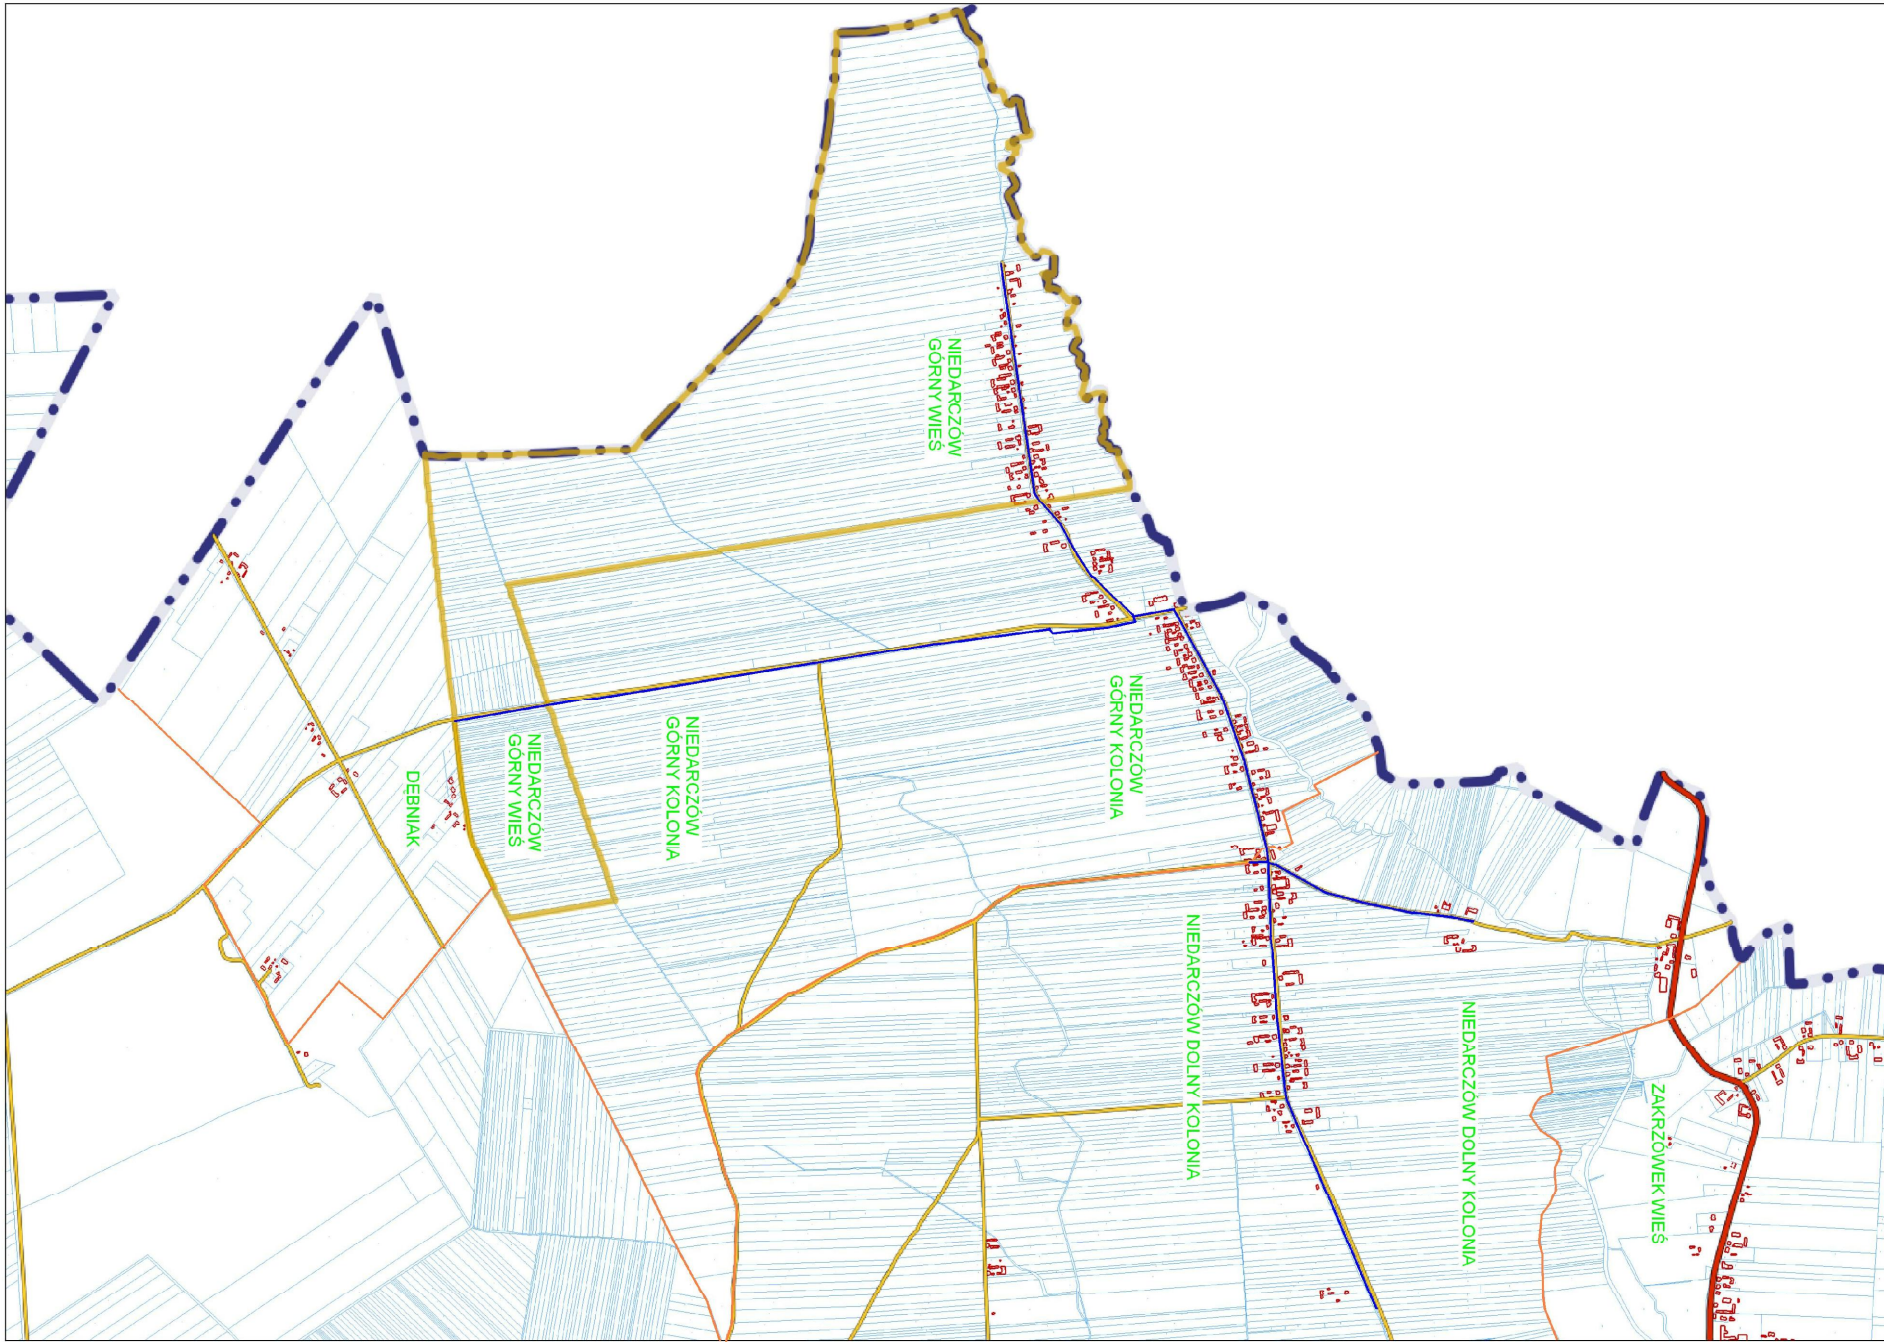 NIEDARCZÓW
GÓRNY WIEŚ
NIEDARCZÓW
GÓRNY KOLONIA
NIEDARCZÓW
GÓRNY KOLONA
NIEDARCZÓW
GÓRNY WIEŚ
DĘBNIAK
NIEDARCZÓW DOLNY KOLONIA
NIEDARCZÓW DOLNY KOLONIA
ZAKRZÓWEK WIEŚ